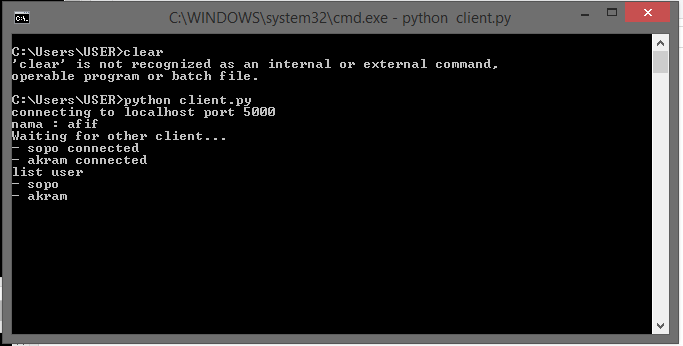 C:\WINDOWS\system32\cmd.exe - python  client.py
C:\Users\USER>clear
'clear' is not recognized as an internal or external command,
operable program or batch file.
C:\Users\USER>python client.py
connecting to localhost port 5000
nama : afif
Waiting for other client...
- sopo connected
- akram connected
list user
- sopo
- akram